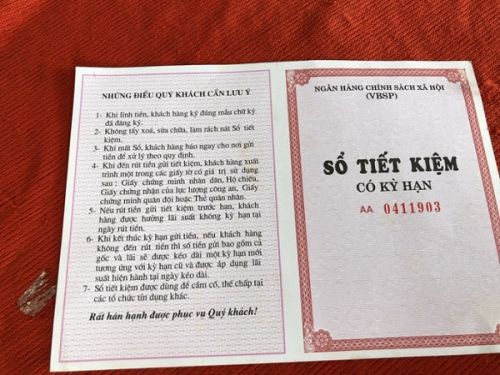 NHỮNG ĐIỀU QUÝ KHÁCH CẦN LƯU Ý
1- Khi lĩnh tiền, khách hàng ký đúng mẫu chữ ký
đã đăng ký.
2- Không tẩy xoá, sửa chữa, làm rách nát Sổ tiết
kiệm.
3- Khi mất Sổ, khách hàng báo ngay cho nơi gửi
tiền để xử lý theo quy định.
4- Khi đến rút tiền tiết kiệm, khách hàng xuất
trình một trong các giấy tờ có giá trị sử dụng
sau : Giấy chứng minh nhân dân, Hộ chiếu,
Giấy chứng nhận của lực lượng công an, Giấy
chứng minh quân đội hoặc Thẻ quân nhân.
5- Nếu rút tiền gửi tiết kiệm trước hạn, khách
hàng được hưởng lãi suất không kỳ hạn tại
ngày rút tiền.
6- Khi kết thúc kỳ hạn gửi tiền, nếu khách hàng
không đến rút tiền thì số tiền gửi bao gồm cả
gốc và lãi sẽ được kéo dài một kỳ hạn mới
tương ứng với kỳ hạn cũ và được áp dụng lãi
suất hiện hành tại ngày kéo dài.
7- Sổ tiết kiệm được dùng để cầm cố, thế chấp tại
các tổ chức tín dụng khác.
Rất hân hạnh được phục vụ Quý khách!
NGÂN HÀNG CHÍNH SÁCH XÃ HỘI
(VBSP)
SỔ TIẾT KIỆM
CÓ KỲ HẠN
AA 0411903